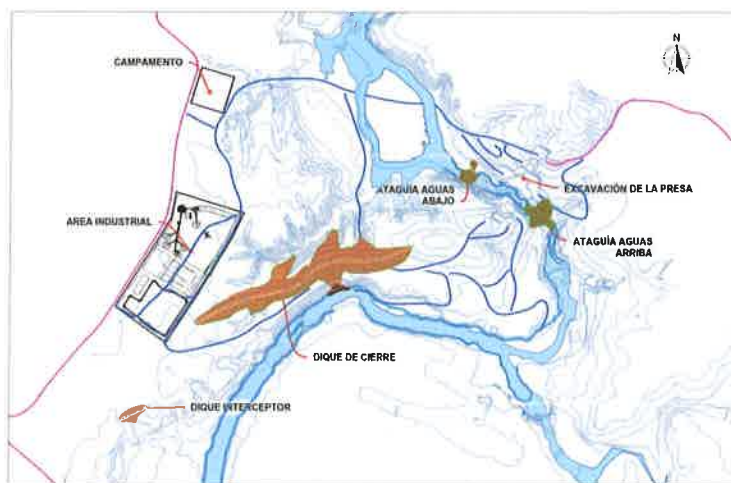 N
CAMPAMENTO
ATAGUÍA AGUAS
ABAJO
EXCAVACIÓN DE LA PRESA
AREA INDUSTRIAL
ATAGUÍA AGUAS
ARRIBA
DIQUE DE CIERRE
DIQUE INTERCEPTOR